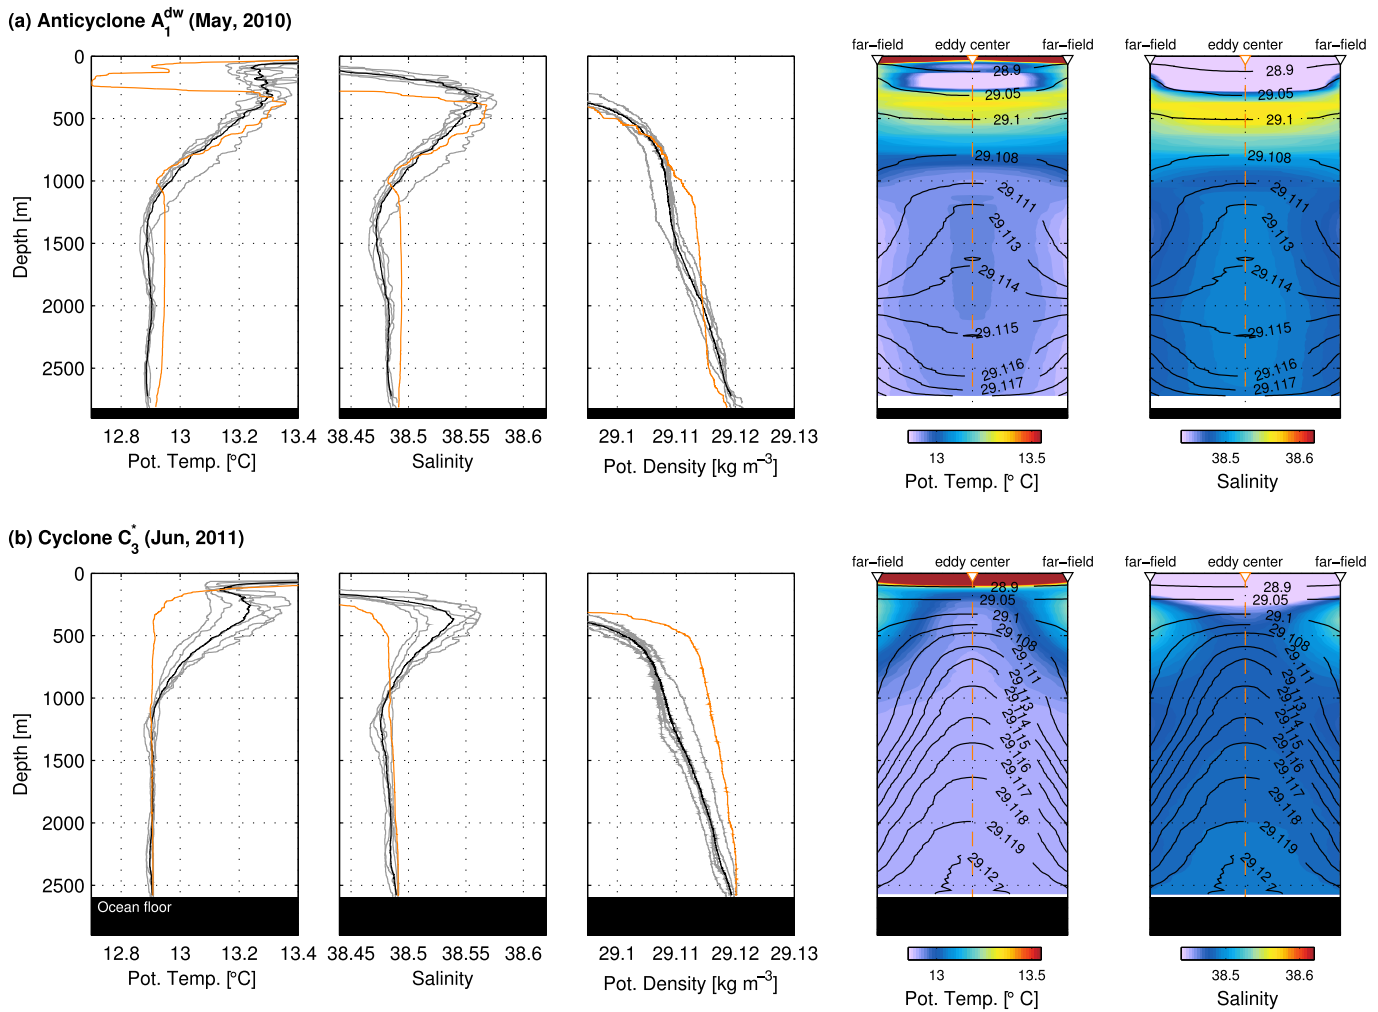 (a) Anticyclone A₁ᵈʷ (May, 2010)
far−field eddy center far−field far−field eddy center far−field
0
500
1000
1500
2000
2500
Depth [m]
12.8 13 13.2 13.4
Pot. Temp. [°C]
38.45 38.5 38.55 38.6
Salinity
29.1 29.11 29.12 29.13
Pot. Density [kg m⁻³]
28.9
29.05
29.1
29.108
29.111
29.113
29.114
29.115
29.116
29.117
13 13.5
Pot. Temp. [° C]
28.9
29.05
29.1
29.108
29.111
29.113
29.114
29.115
29.116
29.117
38.5 38.6
Salinity
(b) Cyclone C₃* (Jun, 2011)
far−field eddy center far−field far−field eddy center far−field
0
500
1000
1500
2000
2500
Depth [m]
Ocean floor
12.8 13 13.2 13.4
Pot. Temp. [°C]
38.45 38.5 38.55 38.6
Salinity
29.1 29.11 29.12 29.13
Pot. Density [kg m⁻³]
28.9
29.05
29.1
29.108
29.111
29.113
29.114
29.115
29.116
29.117
29.118
29.119
29.12
13 13.5
Pot. Temp. [° C]
28.9
29.05
29.1
29.108
29.111
29.113
29.114
29.115
29.116
29.117
29.118
29.119
29.12
38.5 38.6
Salinity